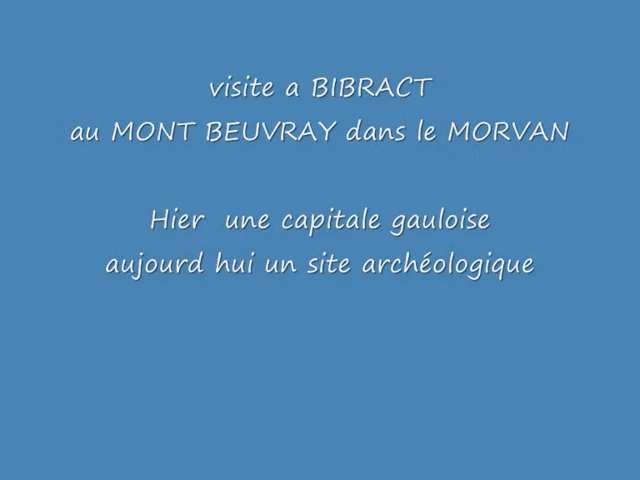 visite a BIBRACT
au MONT BEUVRAY dans le MORVAN
Hier une capitale gauloise
aujourd hui un site archéologique